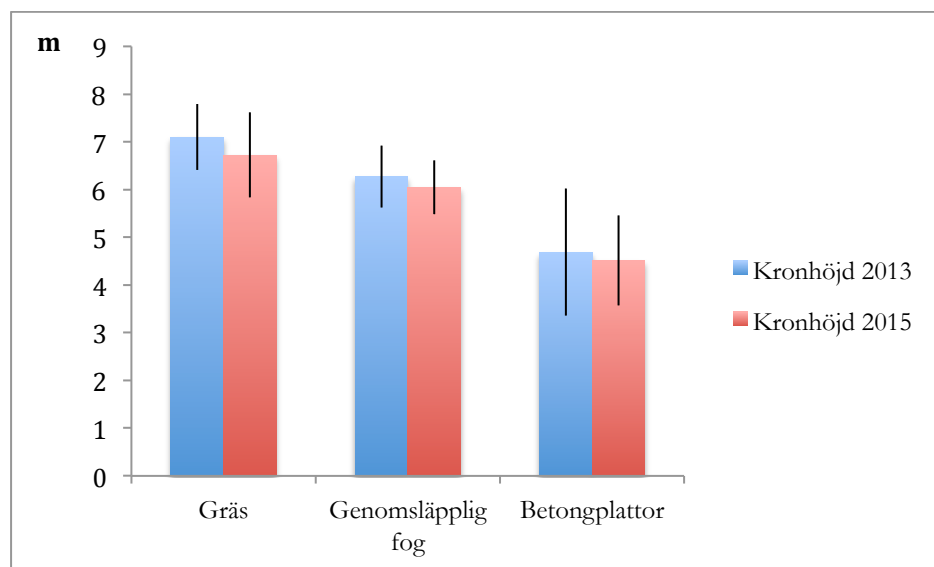 m
9
8
7
6
5
4
3
2
1
0
Gräs
Genomsläpplig
fog
Betongplattor
Kronhöjd 2013
Kronhöjd 2015